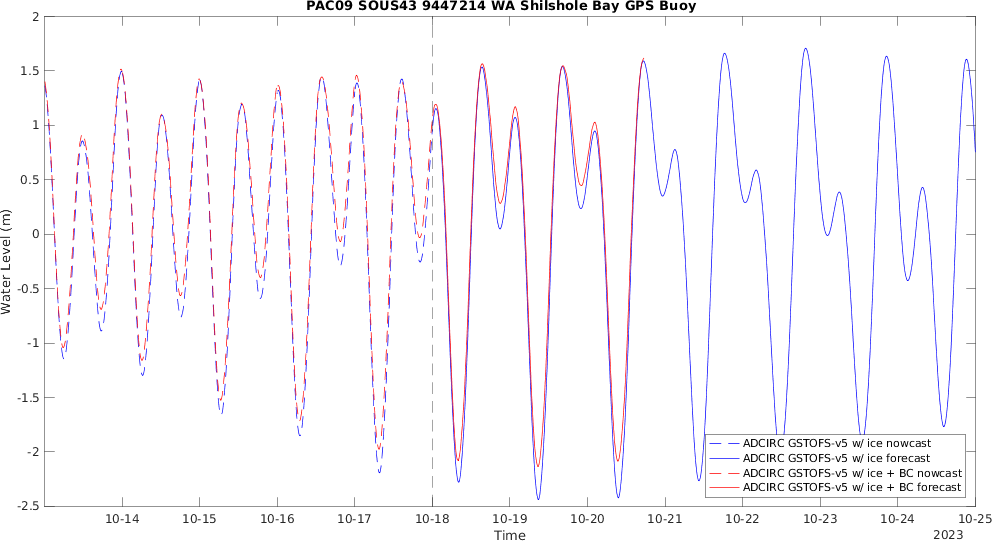 PAC09 SOUS43 9447214 WA Shilshole Bay GPS Buoy
Water Level (m)
2
1.5
1
0.5
0
-0.5
-1
-1.5
-2
-2.5
ADCIRC GSTOFS-v5 w/ ice nowcast
ADCIRC GSTOFS-v5 w/ ice forecast
ADCIRC GSTOFS-v5 w/ ice + BC nowcast
ADCIRC GSTOFS-v5 w/ ice + BC forecast
10-14 10-15 10-16 10-17 10-18 10-19 10-20 10-21 10-22 10-23 10-24 10-25
Time
2023